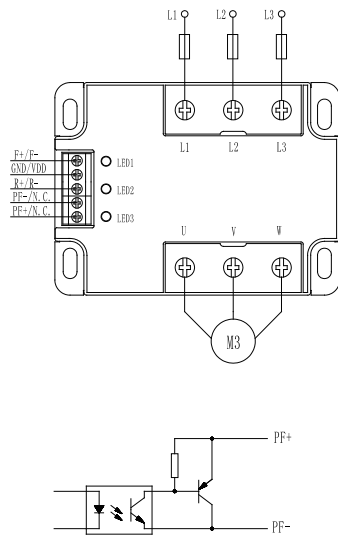 L1 L2 L3
L1 L2 L3
F+/F-
GND/VDD
R+/R-
PF-/N.C.
PF+/N.C.
LED1
LED2
LED3
U V W
M3
PF+
PF-